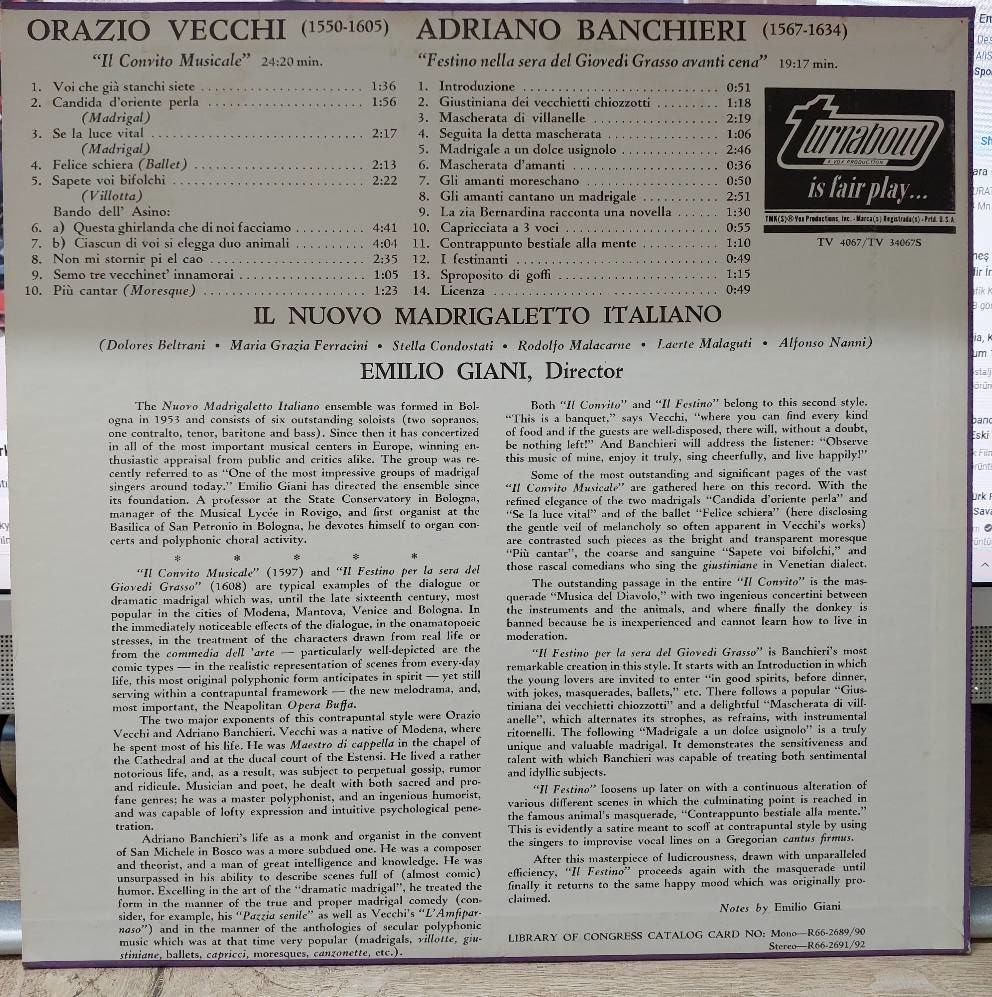 ORAZIO VECCHI (1550-1605)
"Il Convito Musicale" 24:20 min.
1. Voi che già stanchi siete 1:36
2. Candida d'oriente perla 1:56
(Madrigal)
3. Se la luce vital 2:17
(Madrigal)
4. Felice schiera (Ballet) 2:13
5. Sapete voi bifolchi 2:22
(Villotta)
Bando dell' Asino:
6. a) Questa ghirlanda che di noi facciamo 4:41
7. b) Ciascun di voi si elegga duo animali 4:04
8. Non mi stornir pi el cao 2:35
9. Semo tre vecchinet' innamorai 1:05
10. Più cantar (Moresque) 1:23
ADRIANO BANCHIERI (1567-1634)
"Festino nella sera del Giovedi Grasso avanti cena" 19:17 min.
1. Introduzione 0:51
2. Giustiniana dei vecchietti chiozzotti 1:18
3. Mascherata di villanelle 2:19
4. Seguita la detta mascherata 1:06
5. Madrigale a un dolce usignolo 2:46
6. Mascherata d'amanti 0:36
7. Gli amanti moreschano 0:50
8. Gli amanti cantano un madrigale 2:51
9. La zia Bernardina racconta una novella 1:30
10. Capricciata a 3 voci 0:55
11. Contrappunto bestiale alla mente 1:10
12. I festinanti 0:49
13. Sproposito di goffi 1:15
14. Licenza 0:49
turnabout
A VOX PRODUCTION
is fair play...
TMK(S)® Vox Productions, Inc. - Marca(s) Registrada(s) - Prtd. U.S.A.
TV 4067/TV 34067S
IL NUOVO MADRIGALETTO ITALIANO
(Dolores Beltrani • Maria Grazia Ferracini • Stella Condostati • Rodolfo Malacarne • Laerte Malaguti • Alfonso Nanni)
EMILIO GIANI, Director
The Nuovo Madrigaletto Italiano ensemble was formed in Bol-
ogna in 1953 and consists of six outstanding soloists (two sopranos,
one contralto, tenor, baritone and bass). Since then it has concertized
in all of the most important musical centers in Europe, winning en-
thusiastic appraisal from public and critics alike. The group was re-
cently referred to as "One of the most impressive groups of madrigal
singers around today." Emilio Giani has directed the ensemble since
its foundation. A professor at the State Conservatory in Bologna,
manager of the Musical Lycée in Rovigo, and first organist at the
Basilica of San Petronio in Bologna, he devotes himself to organ con-
certs and polyphonic choral activity.
* * * * *
"Il Convito Musicale" (1597) and "Il Festino per la sera del
Giovedi Grasso" (1608) are typical examples of the dialogue or
dramatic madrigal which was, until the late sixteenth century, most
popular in the cities of Modena, Mantova, Venice and Bologna. In
the immediately noticeable effects of the dialogue, in the onamatopoeic
stresses, in the treatment of the characters drawn from real life or
from the commedia dell 'arte — particularly well-depicted are the
comic types — in the realistic representation of scenes from every-day
life, this most original polyphonic form anticipates in spirit — yet still
serving within a contrapuntal framework — the new melodrama, and,
most important, the Neapolitan Opera Buffa.
The two major exponents of this contrapuntal style were Orazio
Vecchi and Adriano Banchieri. Vecchi was a native of Modena, where
he spent most of his life. He was Maestro di cappella in the chapel of
the Cathedral and at the ducal court of the Estensi. He lived a rather
notorious life, and, as a result, was subject to perpetual gossip, rumor
and ridicule. Musician and poet, he dealt with both sacred and pro-
fane genres; he was a master polyphonist, and an ingenious humorist,
and was capable of lofty expression and intuitive psychological pene-
tration.
Adriano Banchieri's life as a monk and organist in the convent
of San Michele in Bosco was a more subdued one. He was a composer
and theorist, and a man of great intelligence and knowledge. He was
unsurpassed in his ability to describe scenes full of (almost comic)
humor. Excelling in the art of the "dramatic madrigal", he treated the
form in the manner of the true and proper madrigal comedy (con-
sider, for example, his "Pazzia senile" as well as Vecchi's "L'Amfipar-
naso") and in the manner of the anthologies of secular polyphonic
music which was at that time very popular (madrigals, villotte, giu-
stiniane, ballets, capricci, moresques, canzonette, etc.).
Both "Il Convito" and "Il Festino" belong to this second style.
"This is a banquet," says Vecchi, "where you can find every kind
of food and if the guests are well-disposed, there will, without a doubt,
be nothing left!" And Banchieri will address the listener: "Observe
this music of mine, enjoy it truly, sing cheerfully, and live happily!"
Some of the most outstanding and significant pages of the vast
"Il Convito Musicale" are gathered here on this record. With the
refined elegance of the two madrigals "Candida d'oriente perla" and
"Se la luce vital" and of the ballet "Felice schiera" (here disclosing
the gentle veil of melancholy so often apparent in Vecchi's works)
are contrasted such pieces as the bright and transparent moresque
"Più cantar", the coarse and sanguine "Sapete voi bifolchi," and
those rascal comedians who sing the giustiniane in Venetian dialect.
The outstanding passage in the entire "Il Convito" is the mas-
querade "Musica del Diavolo," with two ingenious concertini between
the instruments and the animals, and where finally the donkey is
banned because he is inexperienced and cannot learn how to live in
moderation.
"Il Festino per la sera del Giovedi Grasso" is Banchieri's most
remarkable creation in this style. It starts with an Introduction in which
the young lovers are invited to enter "in good spirits, before dinner,
with jokes, masquerades, ballets," etc. There follows a popular "Gius-
tiniana dei vecchietti chiozzotti" and a delightful "Mascherata di vill-
anelle", which alternates its strophes, as refrains, with instrumental
ritornelli. The following "Madrigale a un dolce usignolo" is a truly
unique and valuable madrigal. It demonstrates the sensitiveness and
talent with which Banchieri was capable of treating both sentimental
and idyllic subjects.
"Il Festino" loosens up later on with a continuous alteration of
various different scenes in which the culminating point is reached in
the famous animal's masquerade, "Contrappunto bestiale alla mente."
This is evidently a satire meant to scoff at contrapuntal style by using
the singers to improvise vocal lines on a Gregorian cantus firmus.
After this masterpiece of ludicrousness, drawn with unparalleled
efficiency, "Il Festino" proceeds again with the masquerade until
finally it returns to the same happy mood which was originally pro-
claimed.
Notes by Emilio Giani
LIBRARY OF CONGRESS CATALOG CARD NO: Mono—R66-2689/90
Stereo—R66-2691/92